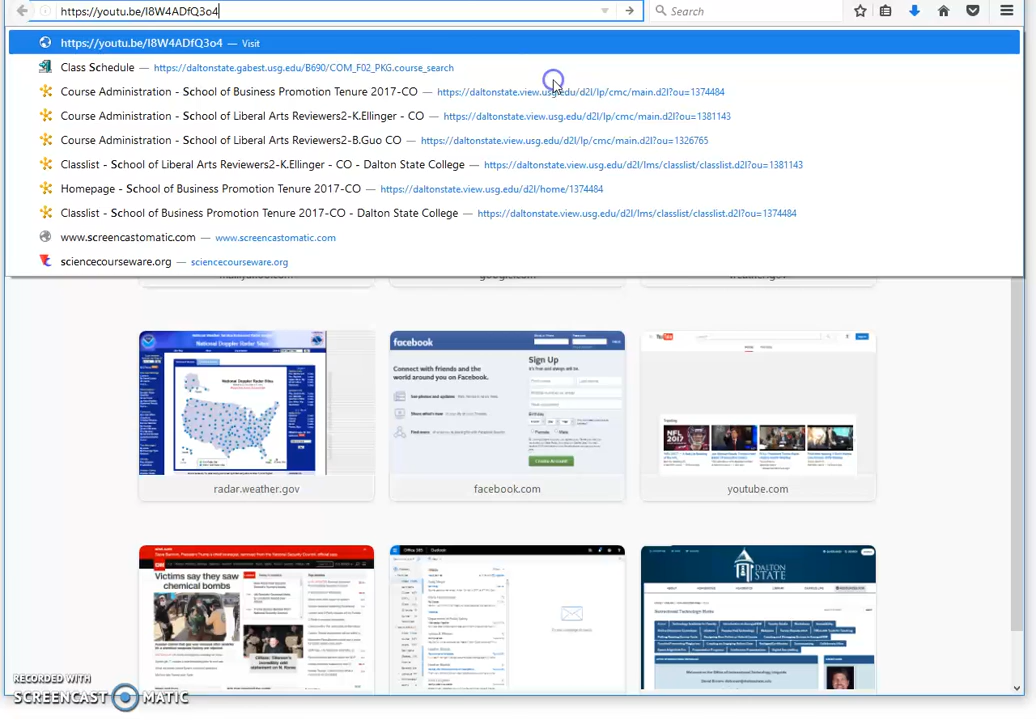 https://youtu.be/I8W4ADfQ3o4
Search
https://youtu.be/I8W4ADfQ3o4 — Visit
Class Schedule — https://daltonstate.gabest.usg.edu/B690/COM_F02_PKG.course_search
Course Administration - School of Business Promotion Tenure 2017-CO — https://daltonstate.view.usg.edu/d2l/lp/cmc/main.d2l?ou=1374484
Course Administration - School of Liberal Arts Reviewers2-K.Ellinger - CO — https://daltonstate.view.usg.edu/d2l/lp/cmc/main.d2l?ou=1381143
Course Administration - School of Liberal Arts Reviewers2-B.Guo CO — https://daltonstate.view.usg.edu/d2l/lp/cmc/main.d2l?ou=1326765
Classlist - School of Liberal Arts Reviewers2-K.Ellinger - CO - Dalton State College — https://daltonstate.view.usg.edu/d2l/lms/classlist/classlist.d2l?ou=1381143
Homepage - School of Business Promotion Tenure 2017-CO — https://daltonstate.view.usg.edu/d2l/home/1374484
Classlist - School of Business Promotion Tenure 2017-CO - Dalton State College — https://daltonstate.view.usg.edu/d2l/lms/classlist/classlist.d2l?ou=1374484
www.screencastomatic.com — www.screencastomatic.com
sciencecourseware.org — sciencecourseware.org
National Doppler Radar Sites
facebook
Sign Up
Connect with friends and the
world around you on Facebook.
radar.weather.gov
facebook.com
youtube.com
Victims say they saw
chemical bombs
DALTON
STATE
RECORDED WITH
SCREENCAST MATIC